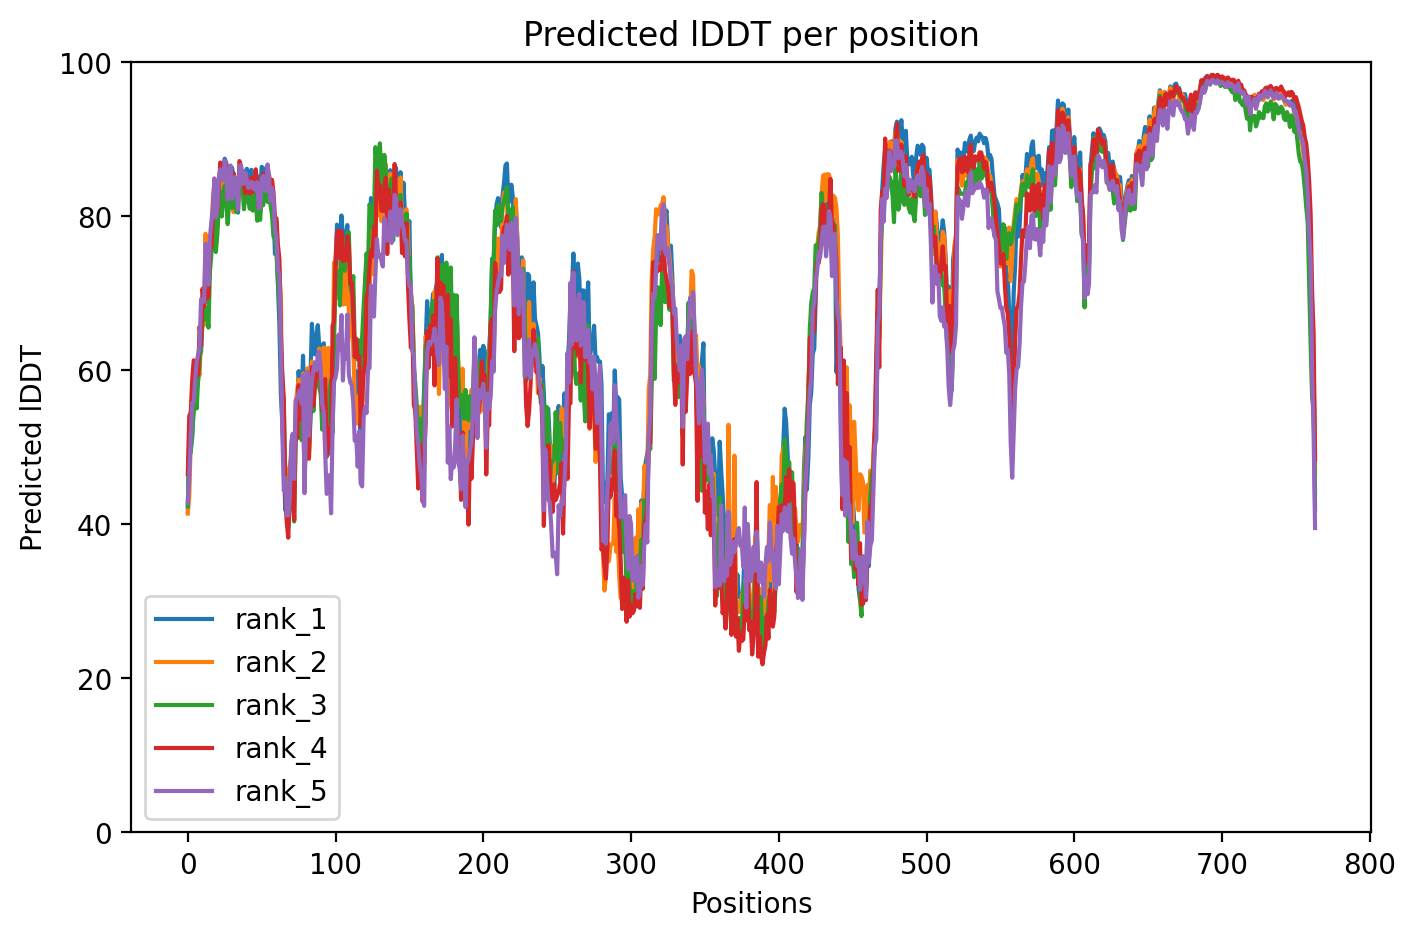 Predicted lDDT per position
Predicted lDDT
100
80
60
40
20
0
rank_1
rank_2
rank_3
rank_4
rank_5
0 100 200 300 400 500 600 700 800
Positions